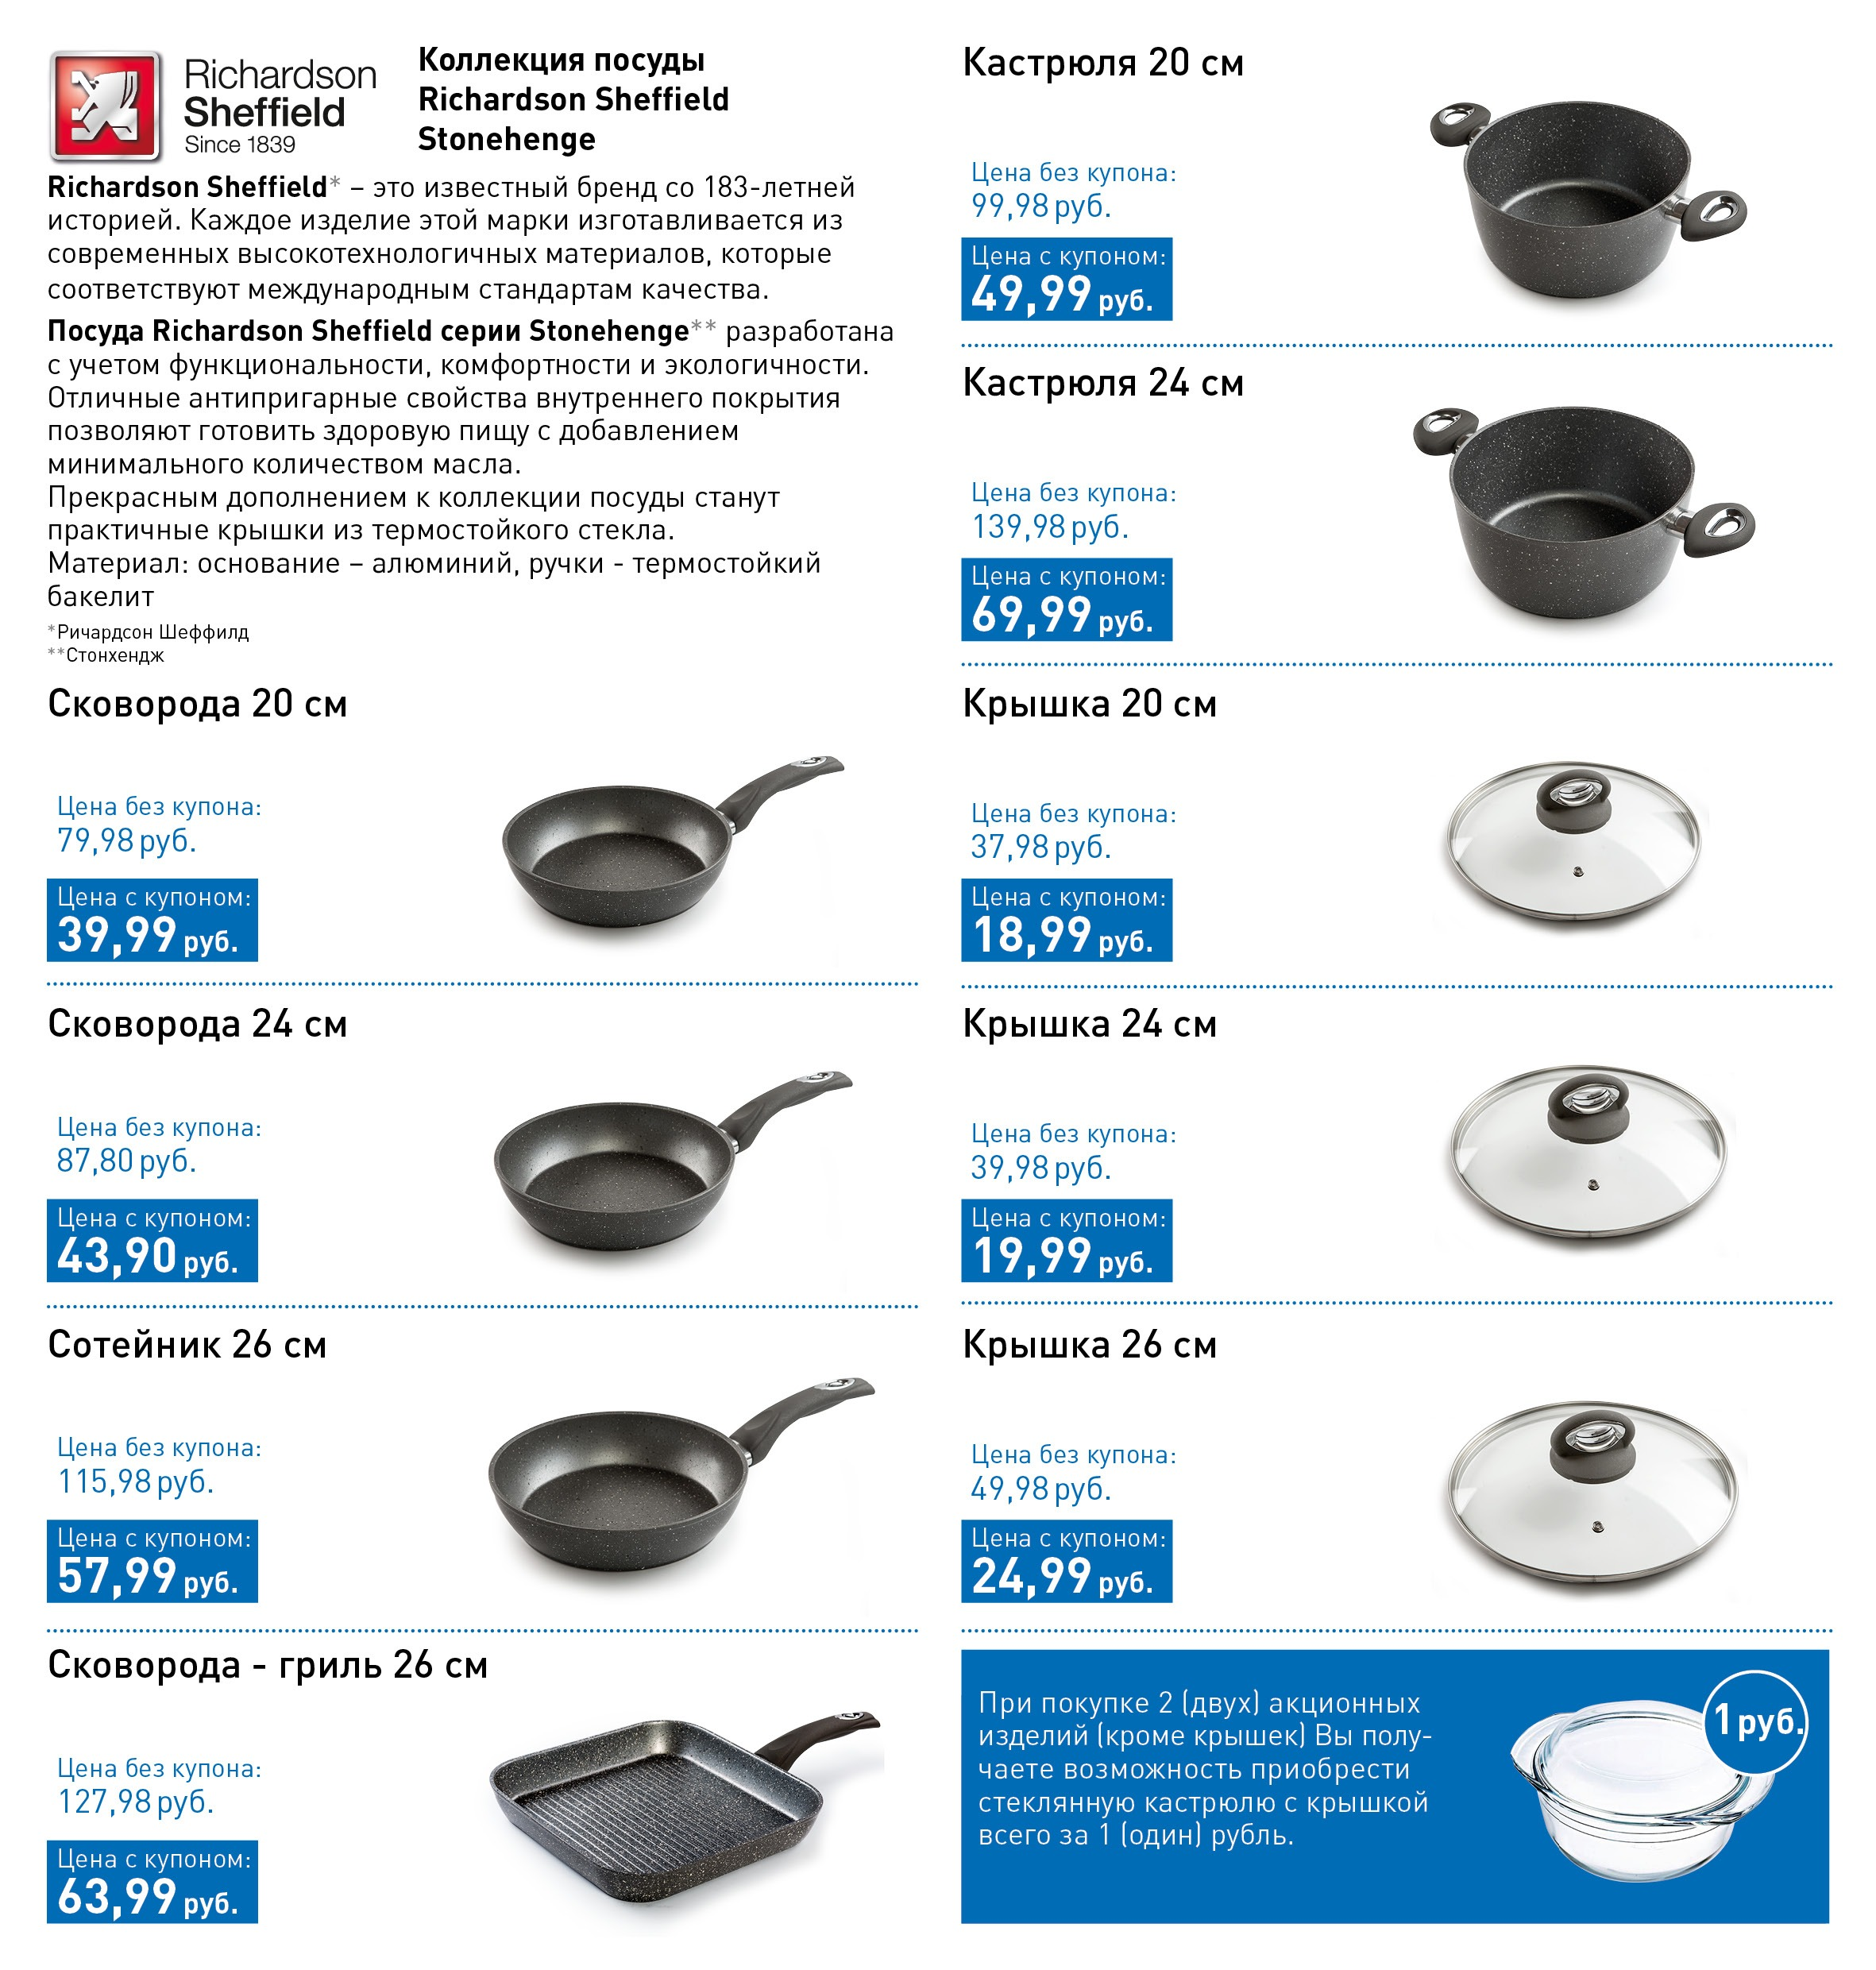 Richardson
Sheffield
Since 1839
Коллекция посуды
Richardson Sheffield
Stonehenge
Richardson Sheffield* – это известный бренд со 183-летней
историей. Каждое изделие этой марки изготавливается из
современных высокотехнологичных материалов, которые
соответствуют международным стандартам качества.
Посуда Richardson Sheffield серии Stonehenge** разработана
с учетом функциональности, комфортности и экологичности.
Отличные антипригарные свойства внутреннего покрытия
позволяют готовить здоровую пищу с добавлением
минимального количеством масла.
Прекрасным дополнением к коллекции посуды станут
практичные крышки из термостойкого стекла.
Материал: основание – алюминий, ручки - термостойкий
бакелит
*Ричардсон Шеффилд
**Стонхендж
Сковорода 20 см
Цена без купона:
79,98 руб.
Цена с купоном:
39,99 руб.
Сковорода 24 см
Цена без купона:
87,80 руб.
Цена с купоном:
43,90 руб.
Сотейник 26 см
Цена без купона:
115,98 руб.
Цена с купоном:
57,99 руб.
Сковорода - гриль 26 см
Цена без купона:
127,98 руб.
Цена с купоном:
63,99 руб.
Кастрюля 20 см
Цена без купона:
99,98 руб.
Цена с купоном:
49,99 руб.
Кастрюля 24 см
Цена без купона:
139,98 руб.
Цена с купоном:
69,99 руб.
Крышка 20 см
Цена без купона:
37,98 руб.
Цена с купоном:
18,99 руб.
Крышка 24 см
Цена без купона:
39,98 руб.
Цена с купоном:
19,99 руб.
Крышка 26 см
Цена без купона:
49,98 руб.
Цена с купоном:
24,99 руб.
При покупке 2 (двух) акционных
изделий (кроме крышек) Вы полу-
чаете возможность приобрести
стеклянную кастрюлю с крышкой
всего за 1 (один) рубль.
1 руб.